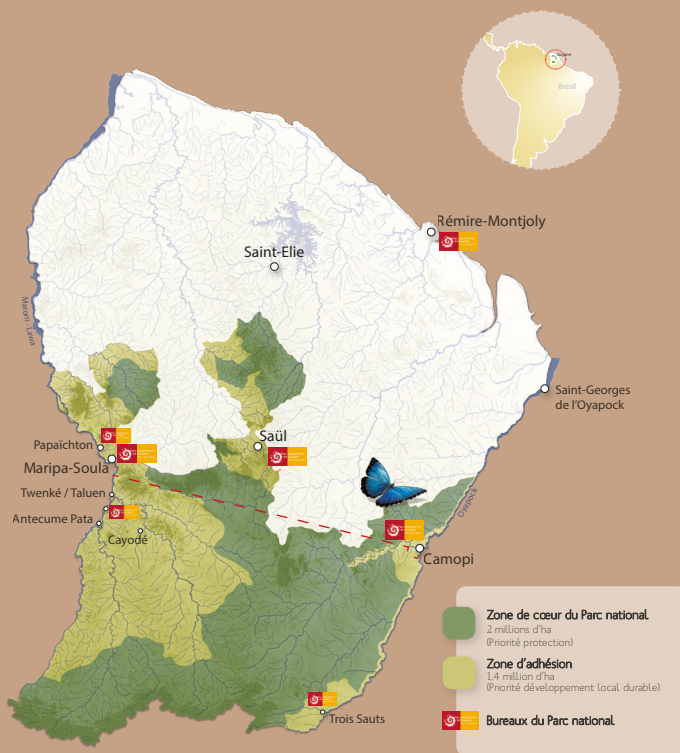 Brésil
Rémire-Montjoly
Saint-Elie
Maroni - Lawa
Saint-Georges
de l'Oyapock
Papaïchton
Saül
Maripa-Soula
Twenké / Taluen
Oyapock
Antecume Pata
Cayodé
Camopi
Zone de cœur du Parc national
2 millions d'ha
(Priorité protection)
Zone d'adhésion
1,4 million d'ha
(Priorité développement local durable)
Bureaux du Parc national
Trois Sauts